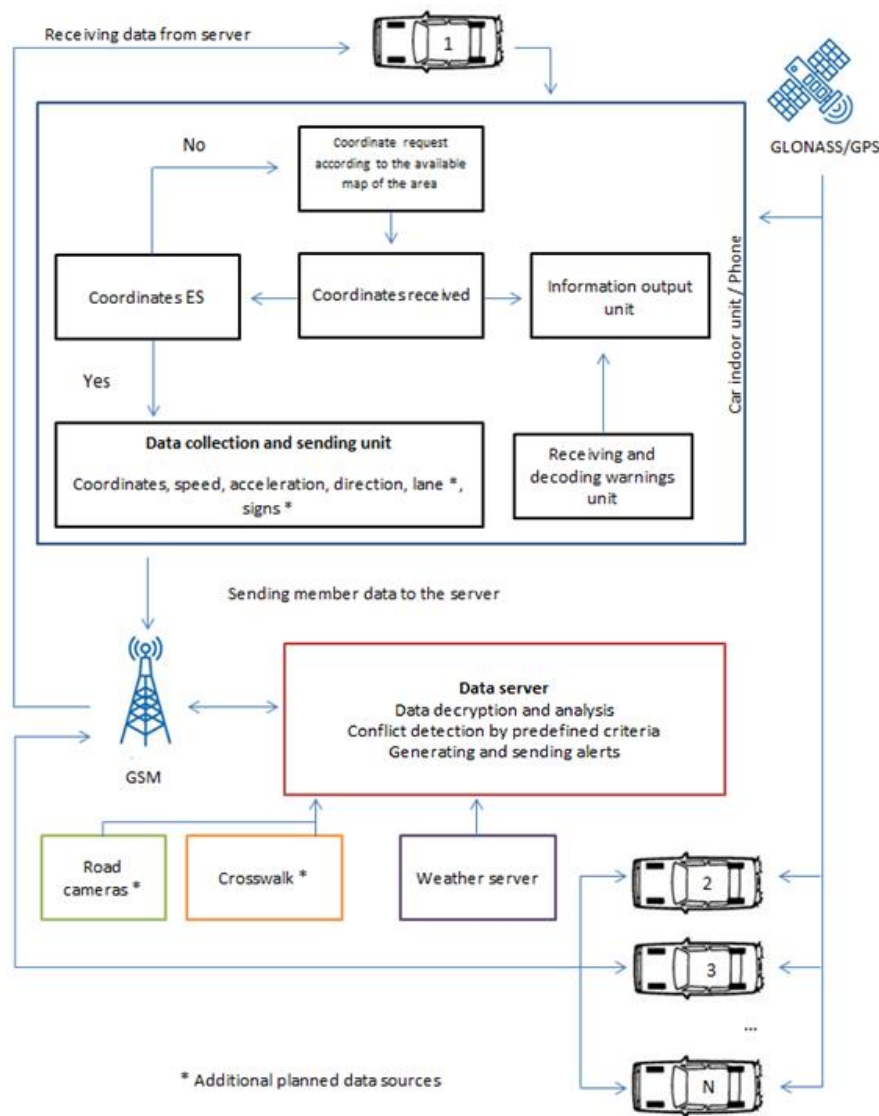 Receiving data from server
1
GLONASS/GPS
No
Coordinate request
according to the available
map of the area
Coordinates ES
Coordinates received
Information output
unit
Car indoor unit / Phone
Yes
Data collection and sending unit
Coordinates, speed, acceleration, direction, lane *,
signs *
Receiving and
decoding warnings
unit
Sending member data to the server
GSM
Data server
Data decryption and analysis
Conflict detection by predefined criteria
Generating and sending alerts
Road
cameras *
Crosswalk *
Weather server
2
3
...
N
* Additional planned data sources